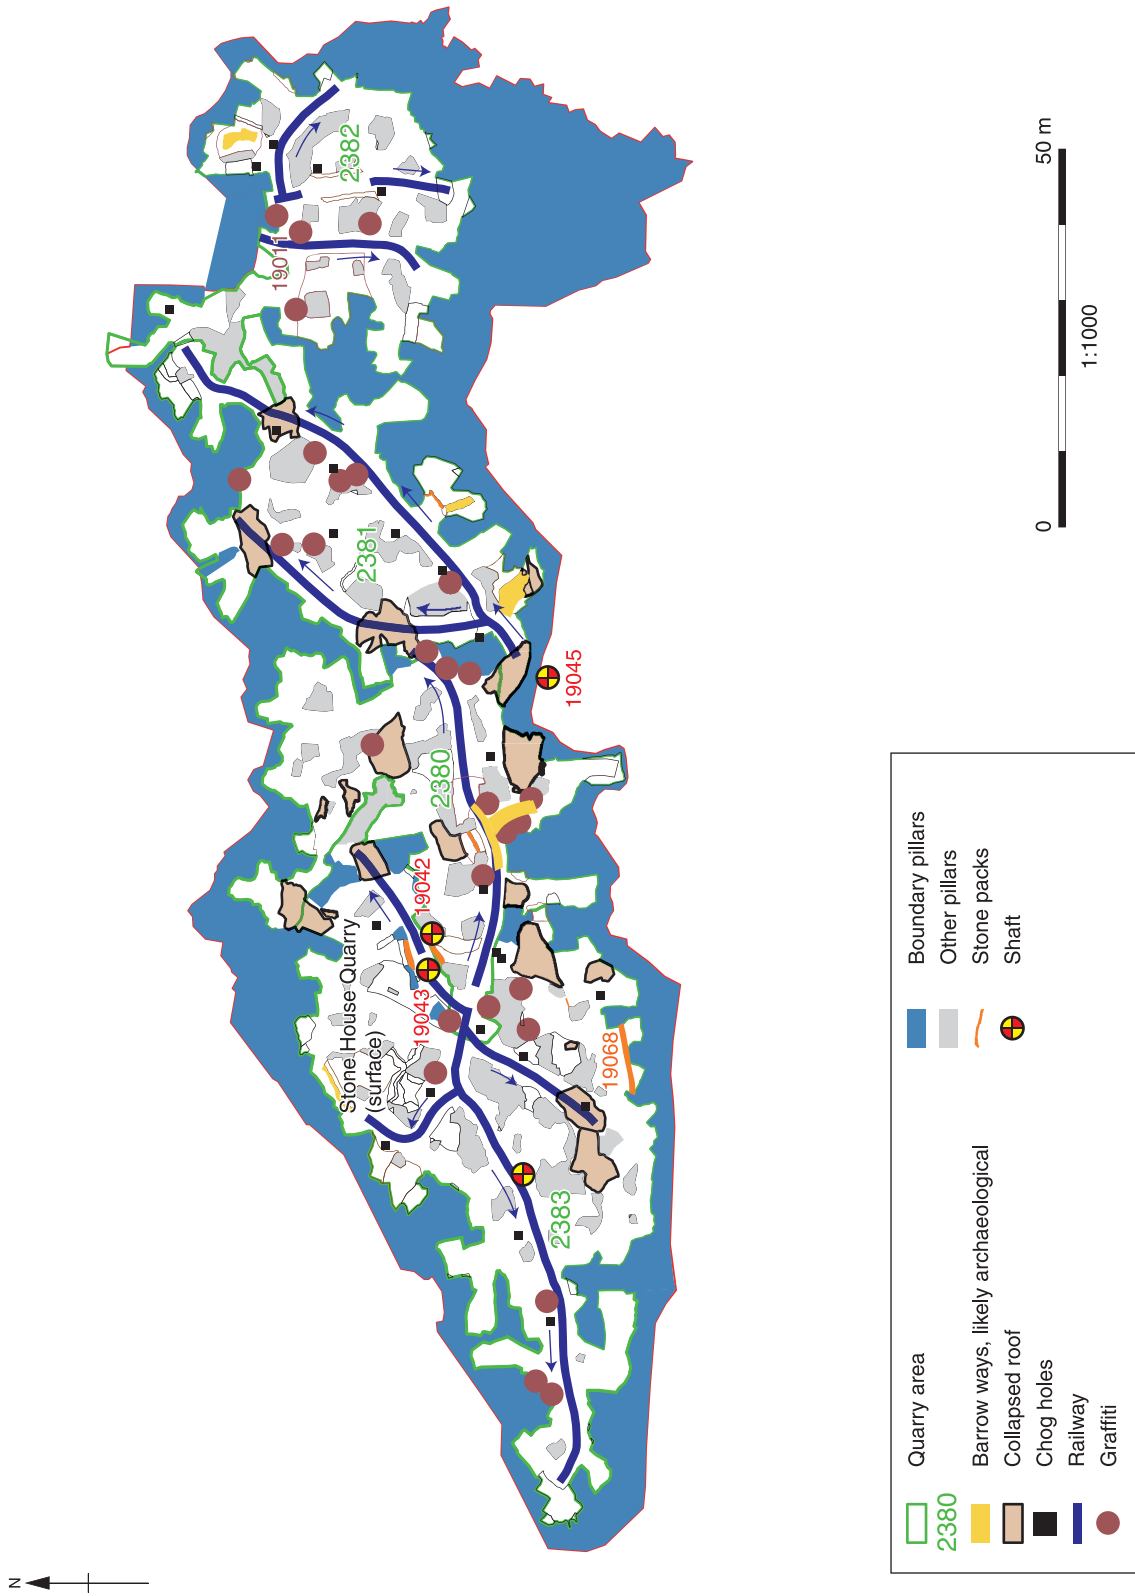 N
2382
19011
2381
19045
2380
19042
Stone House Quarry
(surface)
19043
19068
2383
0
50 m
1:1000
Quarry area
2380
Barrow ways, likely archaeological
Collapsed roof
Chog holes
Railway
Graffiti
Boundary pillars
Other pillars
Stone packs
Shaft